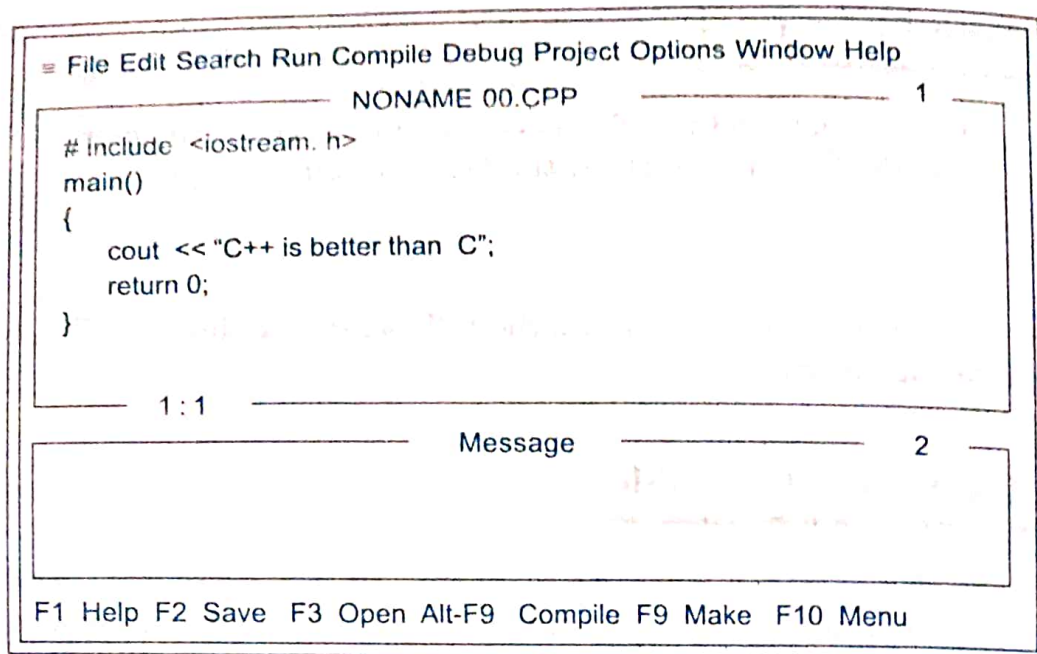 ≡ File Edit Search Run Compile Debug Project Options Window Help
NONAME 00.CPP 1
# include <iostream. h>
main()
{
cout << “C++ is better than C”;
return 0;
}
1 : 1
Message 2
F1 Help F2 Save F3 Open Alt-F9 Compile F9 Make F10 Menu